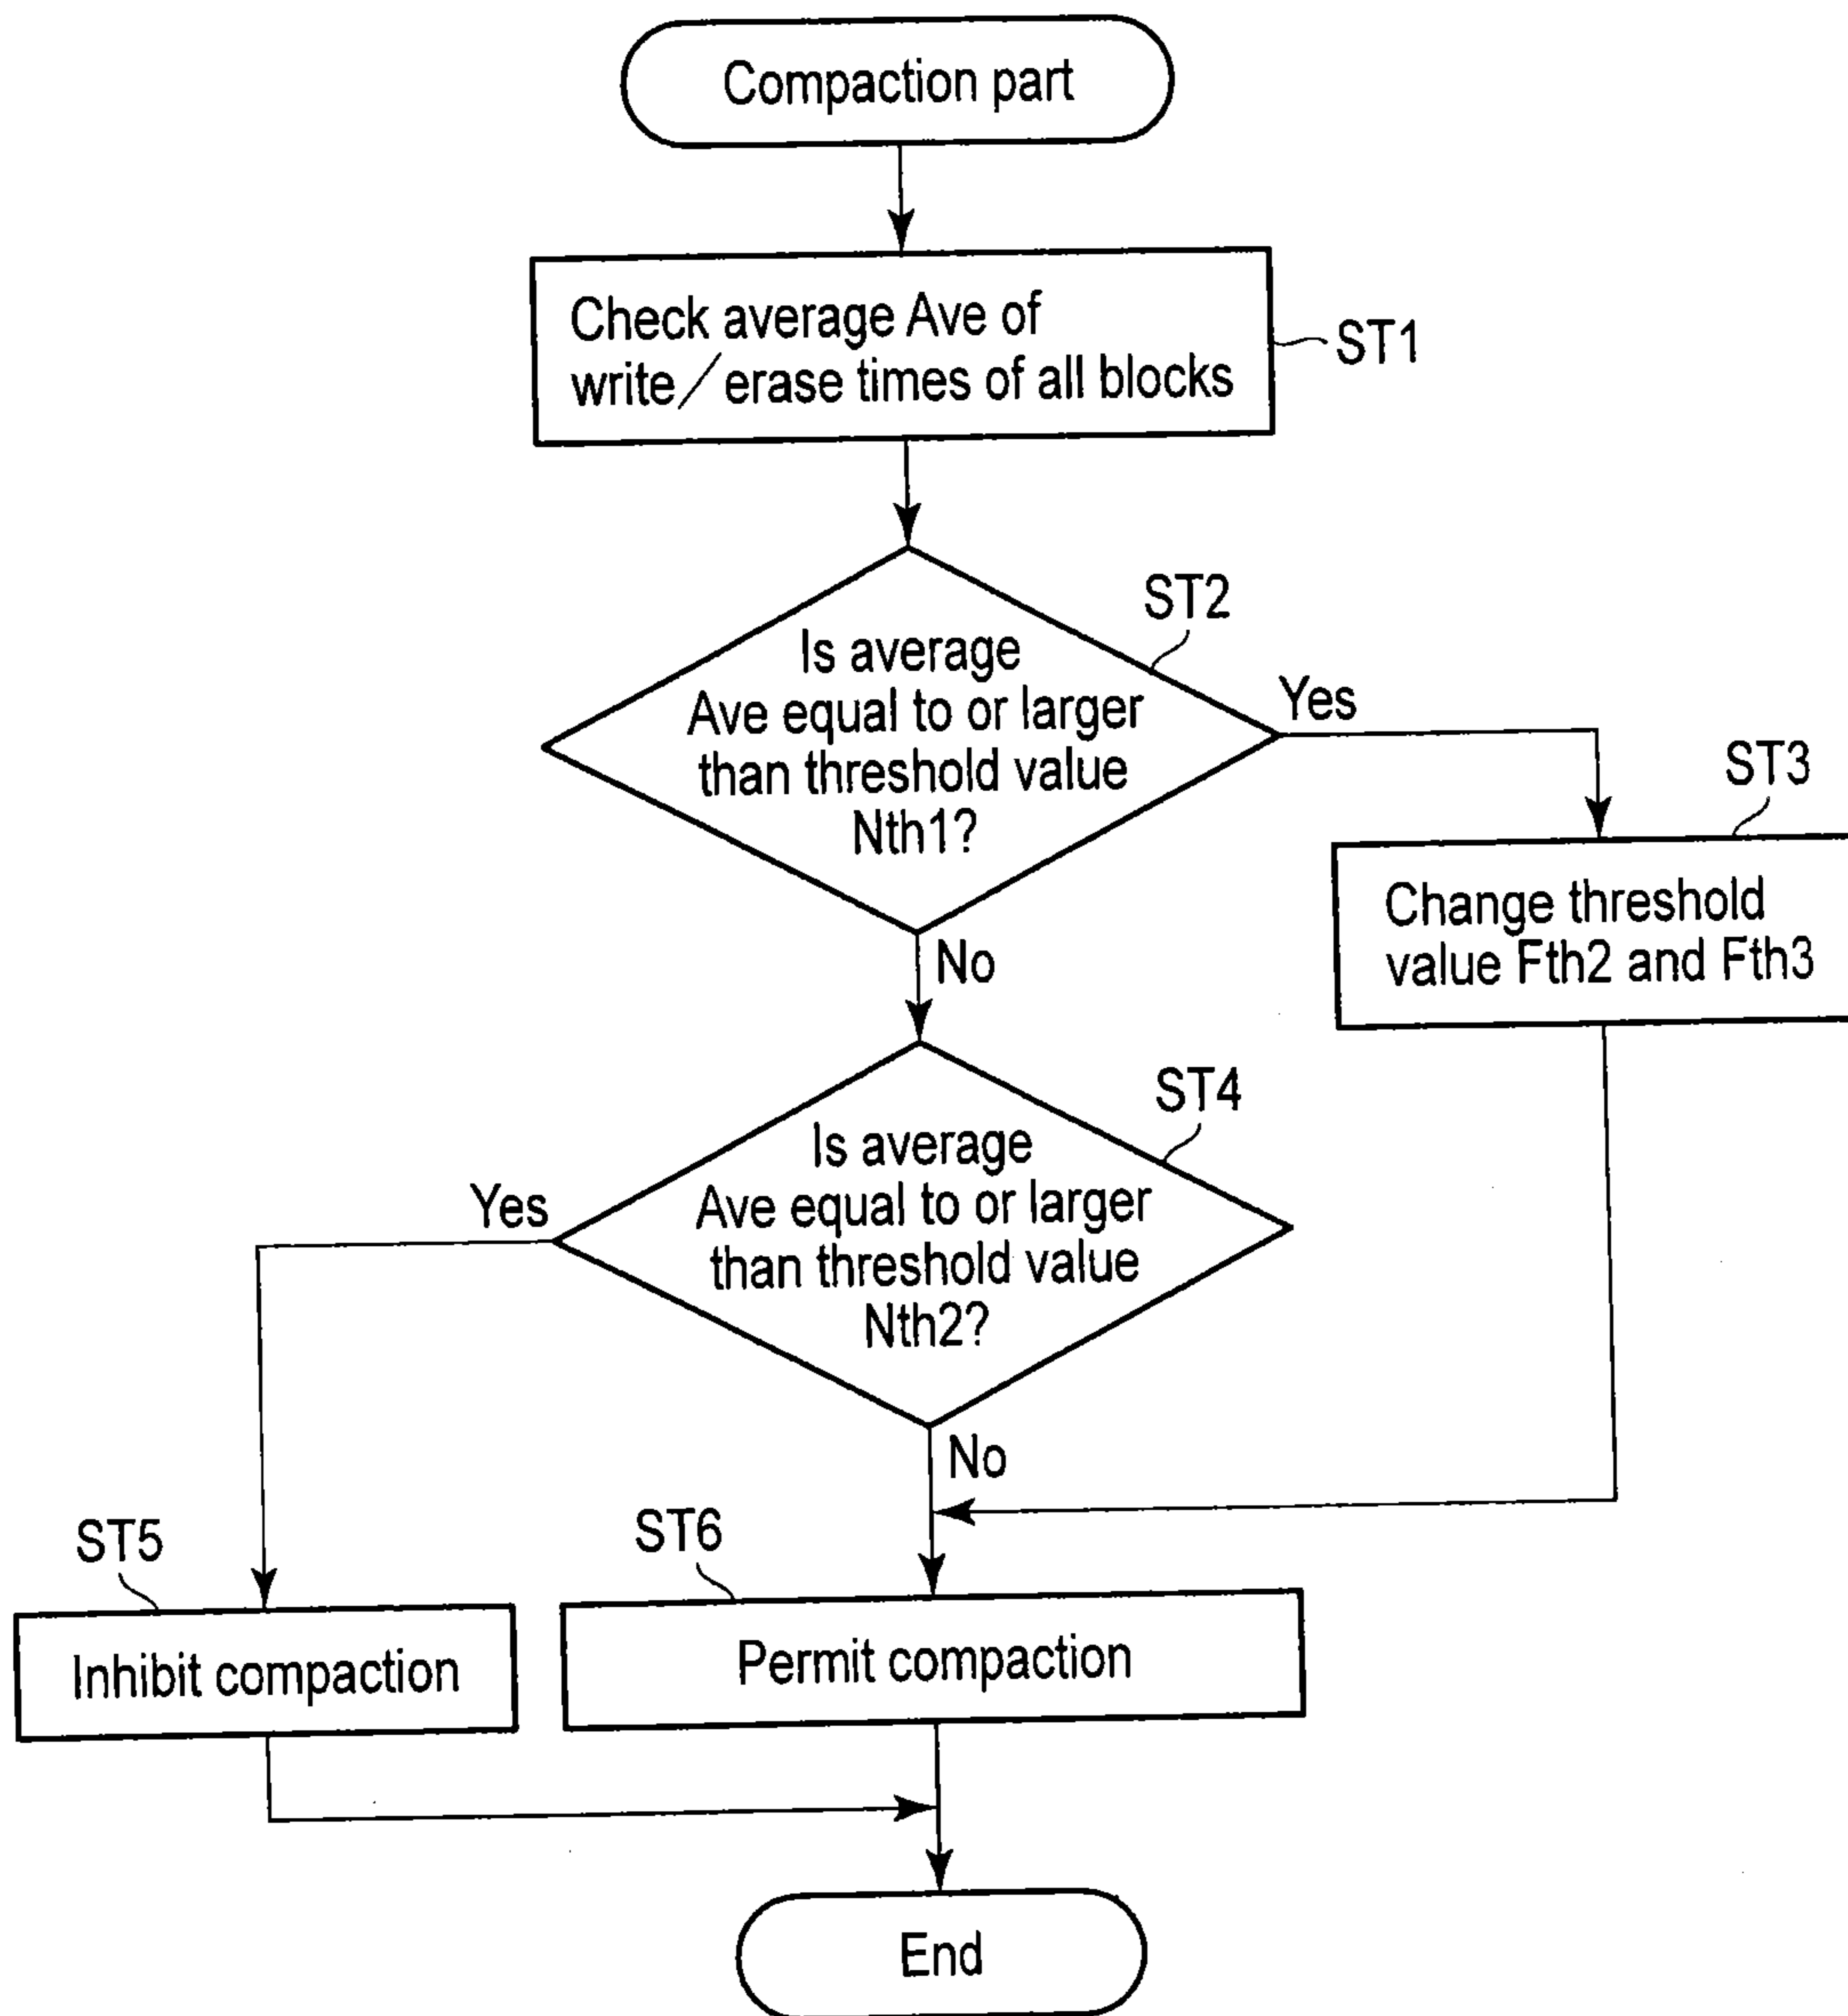 Compaction part
Check average Ave of
write/erase times of all blocks
ST1
ST2
Is average
Ave equal to or larger
than threshold value
Nth1?
Yes
No
ST3
Change threshold
value Fth2 and Fth3
ST4
Is average
Ave equal to or larger
than threshold value
Nth2?
Yes
No
ST5
Inhibit compaction
ST6
Permit compaction
End